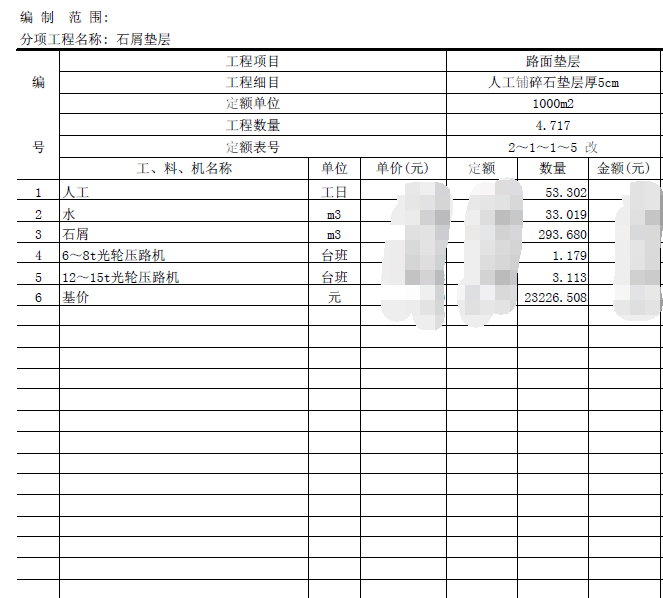 编 制 范 围:
分项工程名称: 石屑垫层
编 号
工程项目 路面垫层
工程细目 人工铺碎石垫层厚5cm
定额单位 1000m2
工程数量 4.717
定额表号 2～1～1～5 改
工、料、机名称 单位 单价(元) 定额 数量 金额(元)
1 人工 工日 53.302
2 水 m3 33.019
3 石屑 m3 293.680
4 6～8t光轮压路机 台班 1.179
5 12～15t光轮压路机 台班 3.113
6 基价 元 23226.508